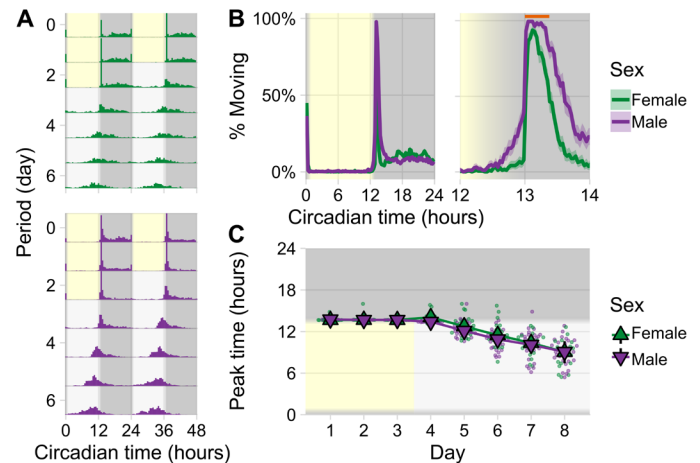 A
0
2
4
6
0
2
4
6
Period (day)
0 12 24 36 48
Circadian time (hours)
B
100%
50%
0%
% Moving
0 6 12 18 24
12 13 14
Circadian time (hours)
Sex
Female
Male
C
24
18
12
6
0
Peak time (hours)
1 2 3 4 5 6 7 8
Day
Sex
Female
Male